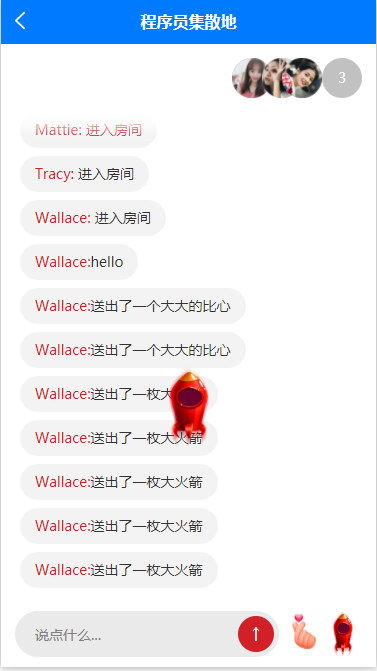 程序员集散地
3
Mattie: 进入房间
Tracy: 进入房间
Wallace: 进入房间
Wallace:hello
Wallace:送出了一个大大的比心
Wallace:送出了一个大大的比心
Wallace:送出了一枚大火箭
Wallace:送出了一枚大火箭
Wallace:送出了一枚大火箭
Wallace:送出了一枚大火箭
Wallace:送出了一枚大火箭
说点什么...